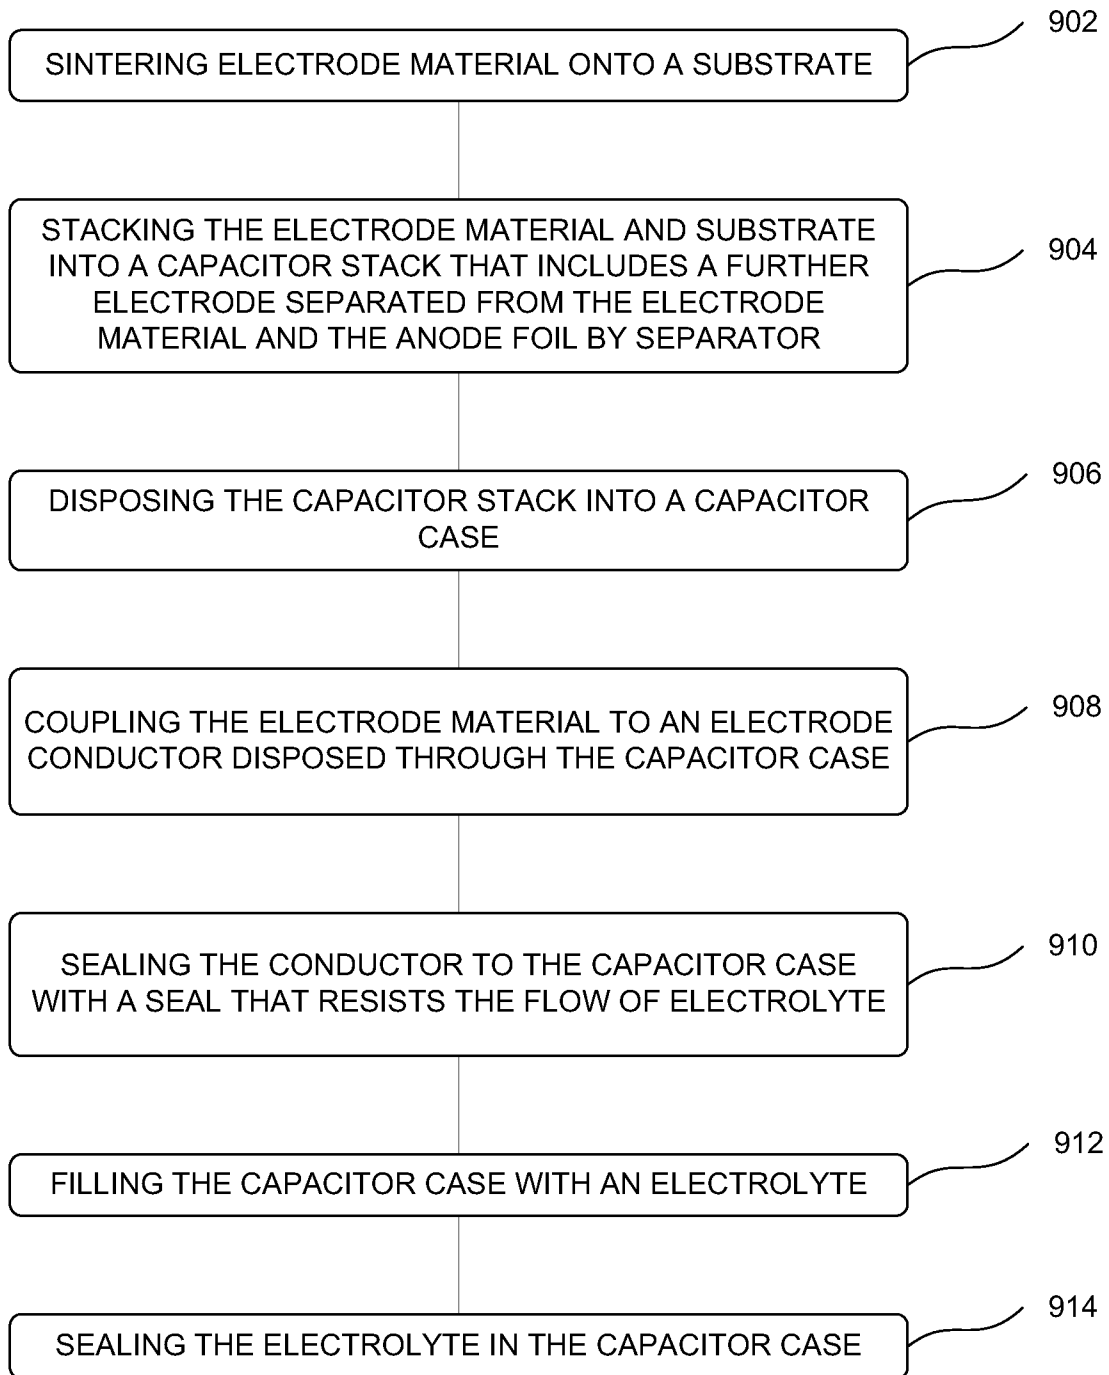 902
SINTERING ELECTRODE MATERIAL ONTO A SUBSTRATE
STACKING THE ELECTRODE MATERIAL AND SUBSTRATE
INTO A CAPACITOR STACK THAT INCLUDES A FURTHER
ELECTRODE SEPARATED FROM THE ELECTRODE
MATERIAL AND THE ANODE FOIL BY SEPARATOR
904
DISPOSING THE CAPACITOR STACK INTO A CAPACITOR
CASE
906
COUPLING THE ELECTRODE MATERIAL TO AN ELECTRODE
CONDUCTOR DISPOSED THROUGH THE CAPACITOR CASE
908
SEALING THE CONDUCTOR TO THE CAPACITOR CASE
WITH A SEAL THAT RESISTS THE FLOW OF ELECTROLYTE
910
FILLING THE CAPACITOR CASE WITH AN ELECTROLYTE
912
SEALING THE ELECTROLYTE IN THE CAPACITOR CASE
914